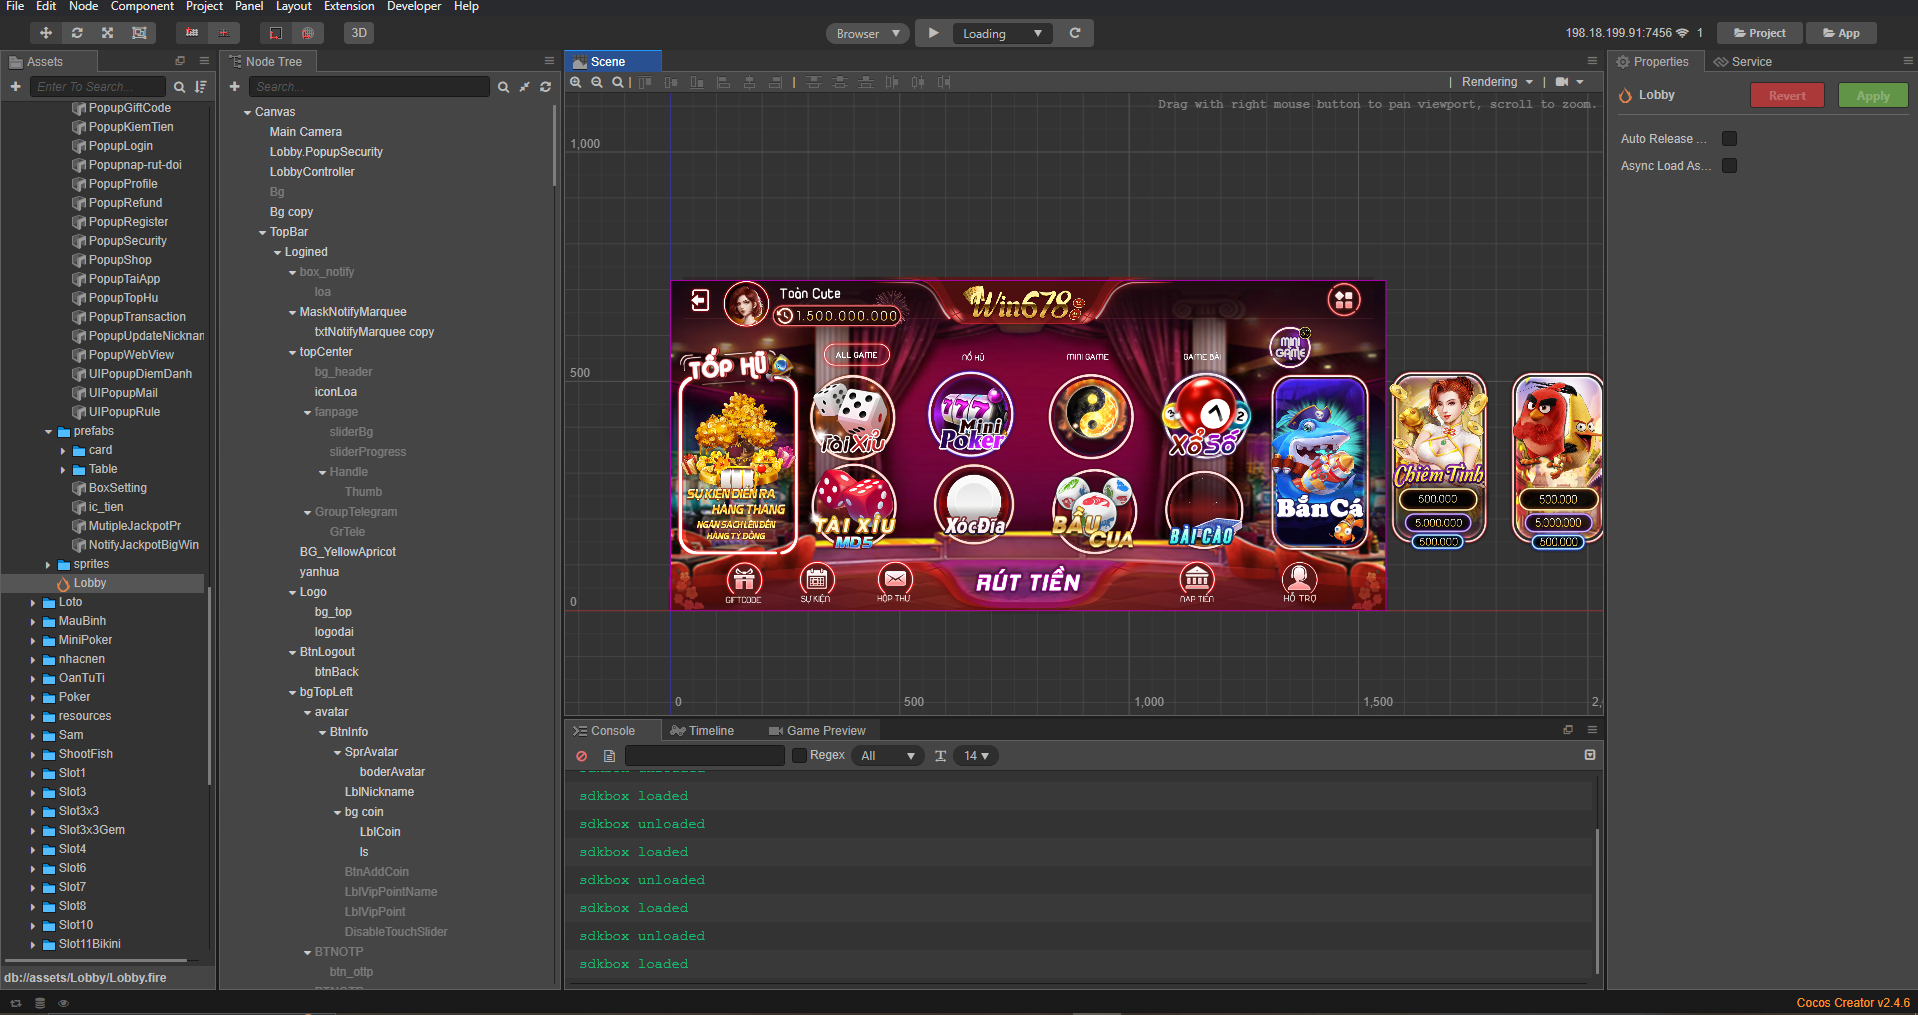 File Edit Node Component Project Panel Layout Extension Developer Help
3D
Browser
Loading
198.18.199.91:7456 1
Project
App
Assets
Enter To Search...
PopupGiftCode
PopupKiemTien
PopupLogin
Popupnap-rut-doi
PopupProfile
PopupRefund
PopupRegister
PopupSecurity
PopupShop
PopupTaiApp
PopupTopHu
PopupTransaction
PopupUpdateNicknan
PopupWebView
UIPopupDiemDanh
UIPopupMail
UIPopupRule
prefabs
card
Table
BoxSetting
ic_tien
MutipleJackpotPr
NotifyJackpotBigWin
sprites
Lobby
Loto
MauBinh
MiniPoker
nhacnen
OanTuTi
Poker
resources
Sam
ShootFish
Slot1
Slot3
Slot3x3
Slot3x3Gem
Slot4
Slot6
Slot7
Slot8
Slot10
Slot11Bikini
db://assets/Lobby/Lobby.fire
Node Tree
Search...
Canvas
Main Camera
Lobby.PopupSecurity
LobbyController
Bg
Bg copy
TopBar
Logined
box_notify
loa
MaskNotifyMarquee
txtNotifyMarquee copy
topCenter
bg_header
iconLoa
fanpage
sliderBg
sliderProgress
Handle
Thumb
GroupTelegram
GrTele
BG_YellowApricot
yanhua
Logo
bg_top
logodai
BtnLogout
btnBack
bgTopLeft
avatar
BtnInfo
SprAvatar
boderAvatar
LblNickname
bg coin
LblCoin
ls
BtnAddCoin
LblVipPointName
LblVipPoint
DisableTouchSlider
BTNOTP
btn_ottp
Scene
Rendering
Drag with right mouse button to pan viewport, scroll to zoom.
1,000
500
0
0 500 1,000 1,500 2,
Toàn Cute
1.500.000.000
Win678
MINI GAME
TỐP HŨ
ALL GAME
NỔ HŨ
MINI GAME
GAME BÀI
SỰ KIỆN DIỄN RA
HÀNG THÁNG
NGÂN SÁCH LÊN ĐẾN
HÀNG TỶ ĐỒNG
Tài Xỉu
777
Mini Poker
Xổ Số
TÀI XỈU
MD5
Xóc Đĩa
BẦU CUA
BÀI CÀO
Bắn Cá
Chiêm Tinh
500.000
5.000.000
500.000
500.000
5.000.000
500.000
GIFTCODE
SỰ KIỆN
HỘP THƯ
RÚT TIỀN
NẠP TIỀN
HỖ TRỢ
Console
Timeline
Game Preview
Regex
All
14
sdkbox loaded
sdkbox unloaded
sdkbox loaded
sdkbox unloaded
sdkbox loaded
sdkbox unloaded
sdkbox loaded
Properties
Service
Lobby
Revert
Apply
Auto Release ...
Async Load As...
Cocos Creator v2.4.6